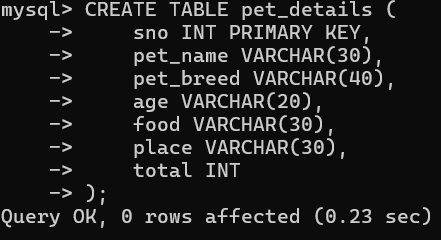 mysql> CREATE TABLE pet_details (
    ->     sno INT PRIMARY KEY,
    ->     pet_name VARCHAR(30),
    ->     pet_breed VARCHAR(40),
    ->     age VARCHAR(20),
    ->     food VARCHAR(30),
    ->     place VARCHAR(30),
    ->     total INT
    -> );
Query OK, 0 rows affected (0.23 sec)